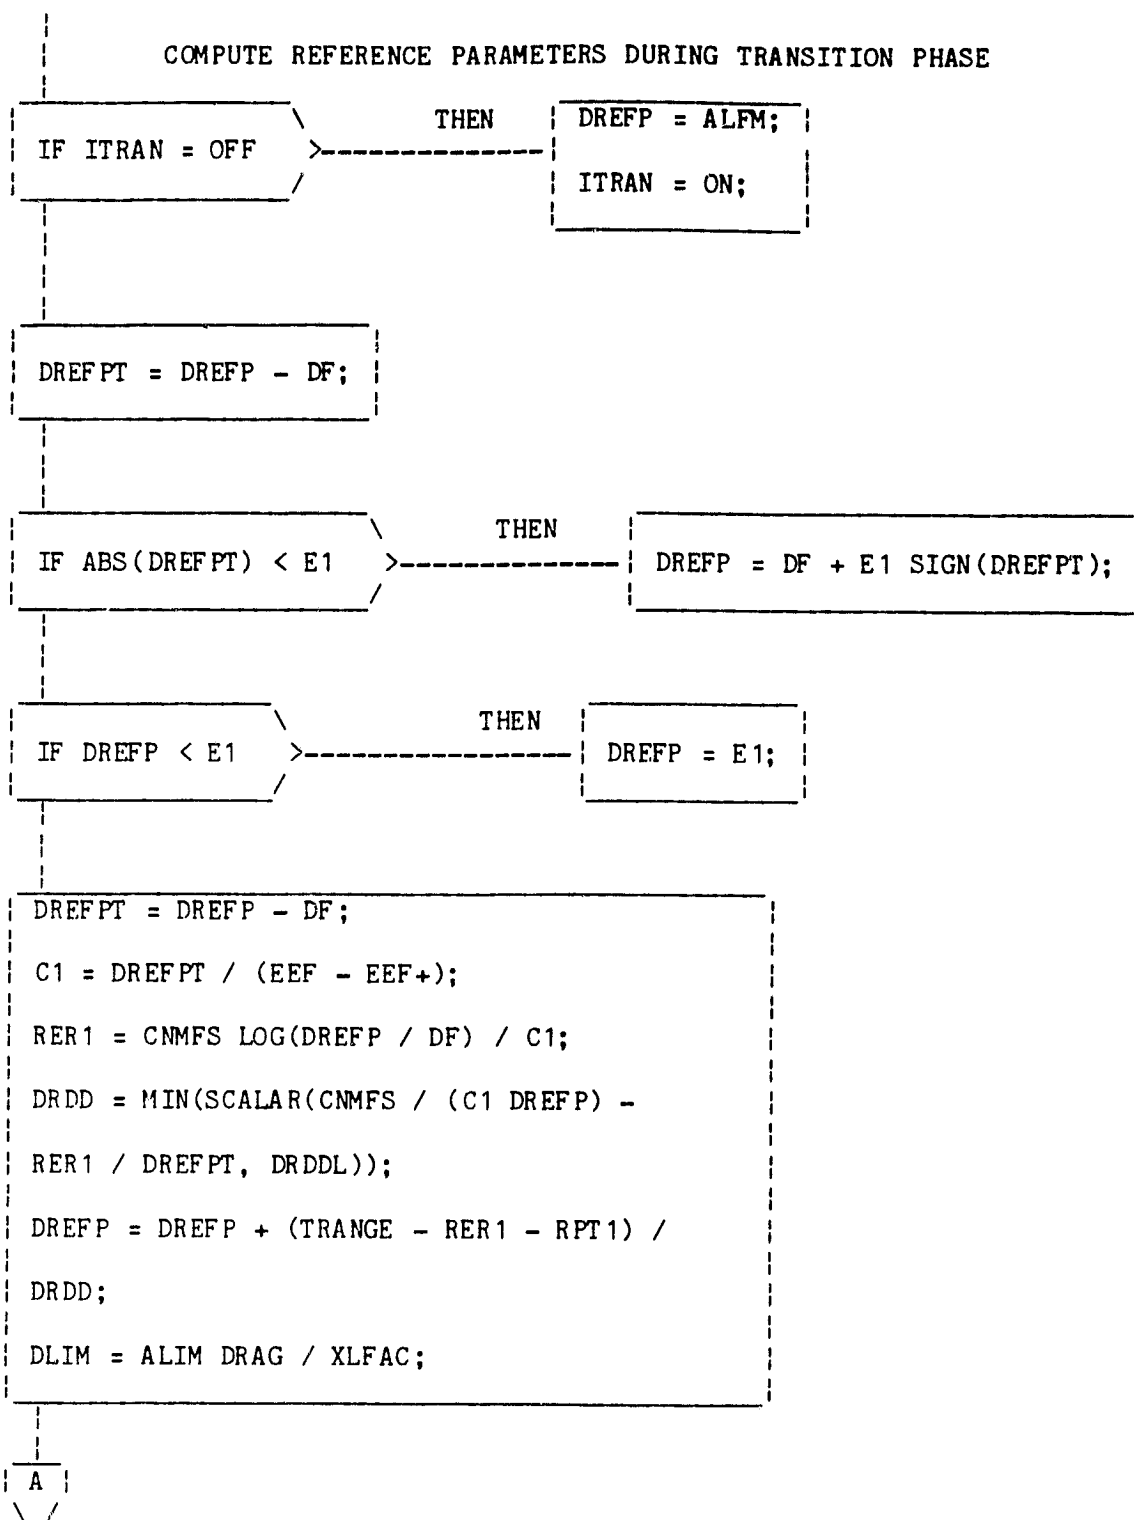 COMPUTE REFERENCE PARAMETERS DURING TRANSITION PHASE
IF ITRAN = OFF
THEN
DREFP = ALFM;
ITRAN = ON;
DREFPT = DREFP - DF;
IF ABS(DREFPT) < E1
THEN
DREFP = DF + E1 SIGN(DREFPT);
IF DREFP < E1
THEN
DREFP = E1;
DREFPT = DREFP - DF;
C1 = DREFPT / (EEF - EEF+);
RER1 = CNMFS LOG(DREFP / DF) / C1;
DRDD = MIN(SCALAR(CNMFS / (C1 DREFP) -
RER1 / DREFPT, DRDDL));
DREFP = DREFP + (TRANGE - RER1 - RPT1) /
DRDD;
DLIM = ALIM DRAG / XLFAC;
A